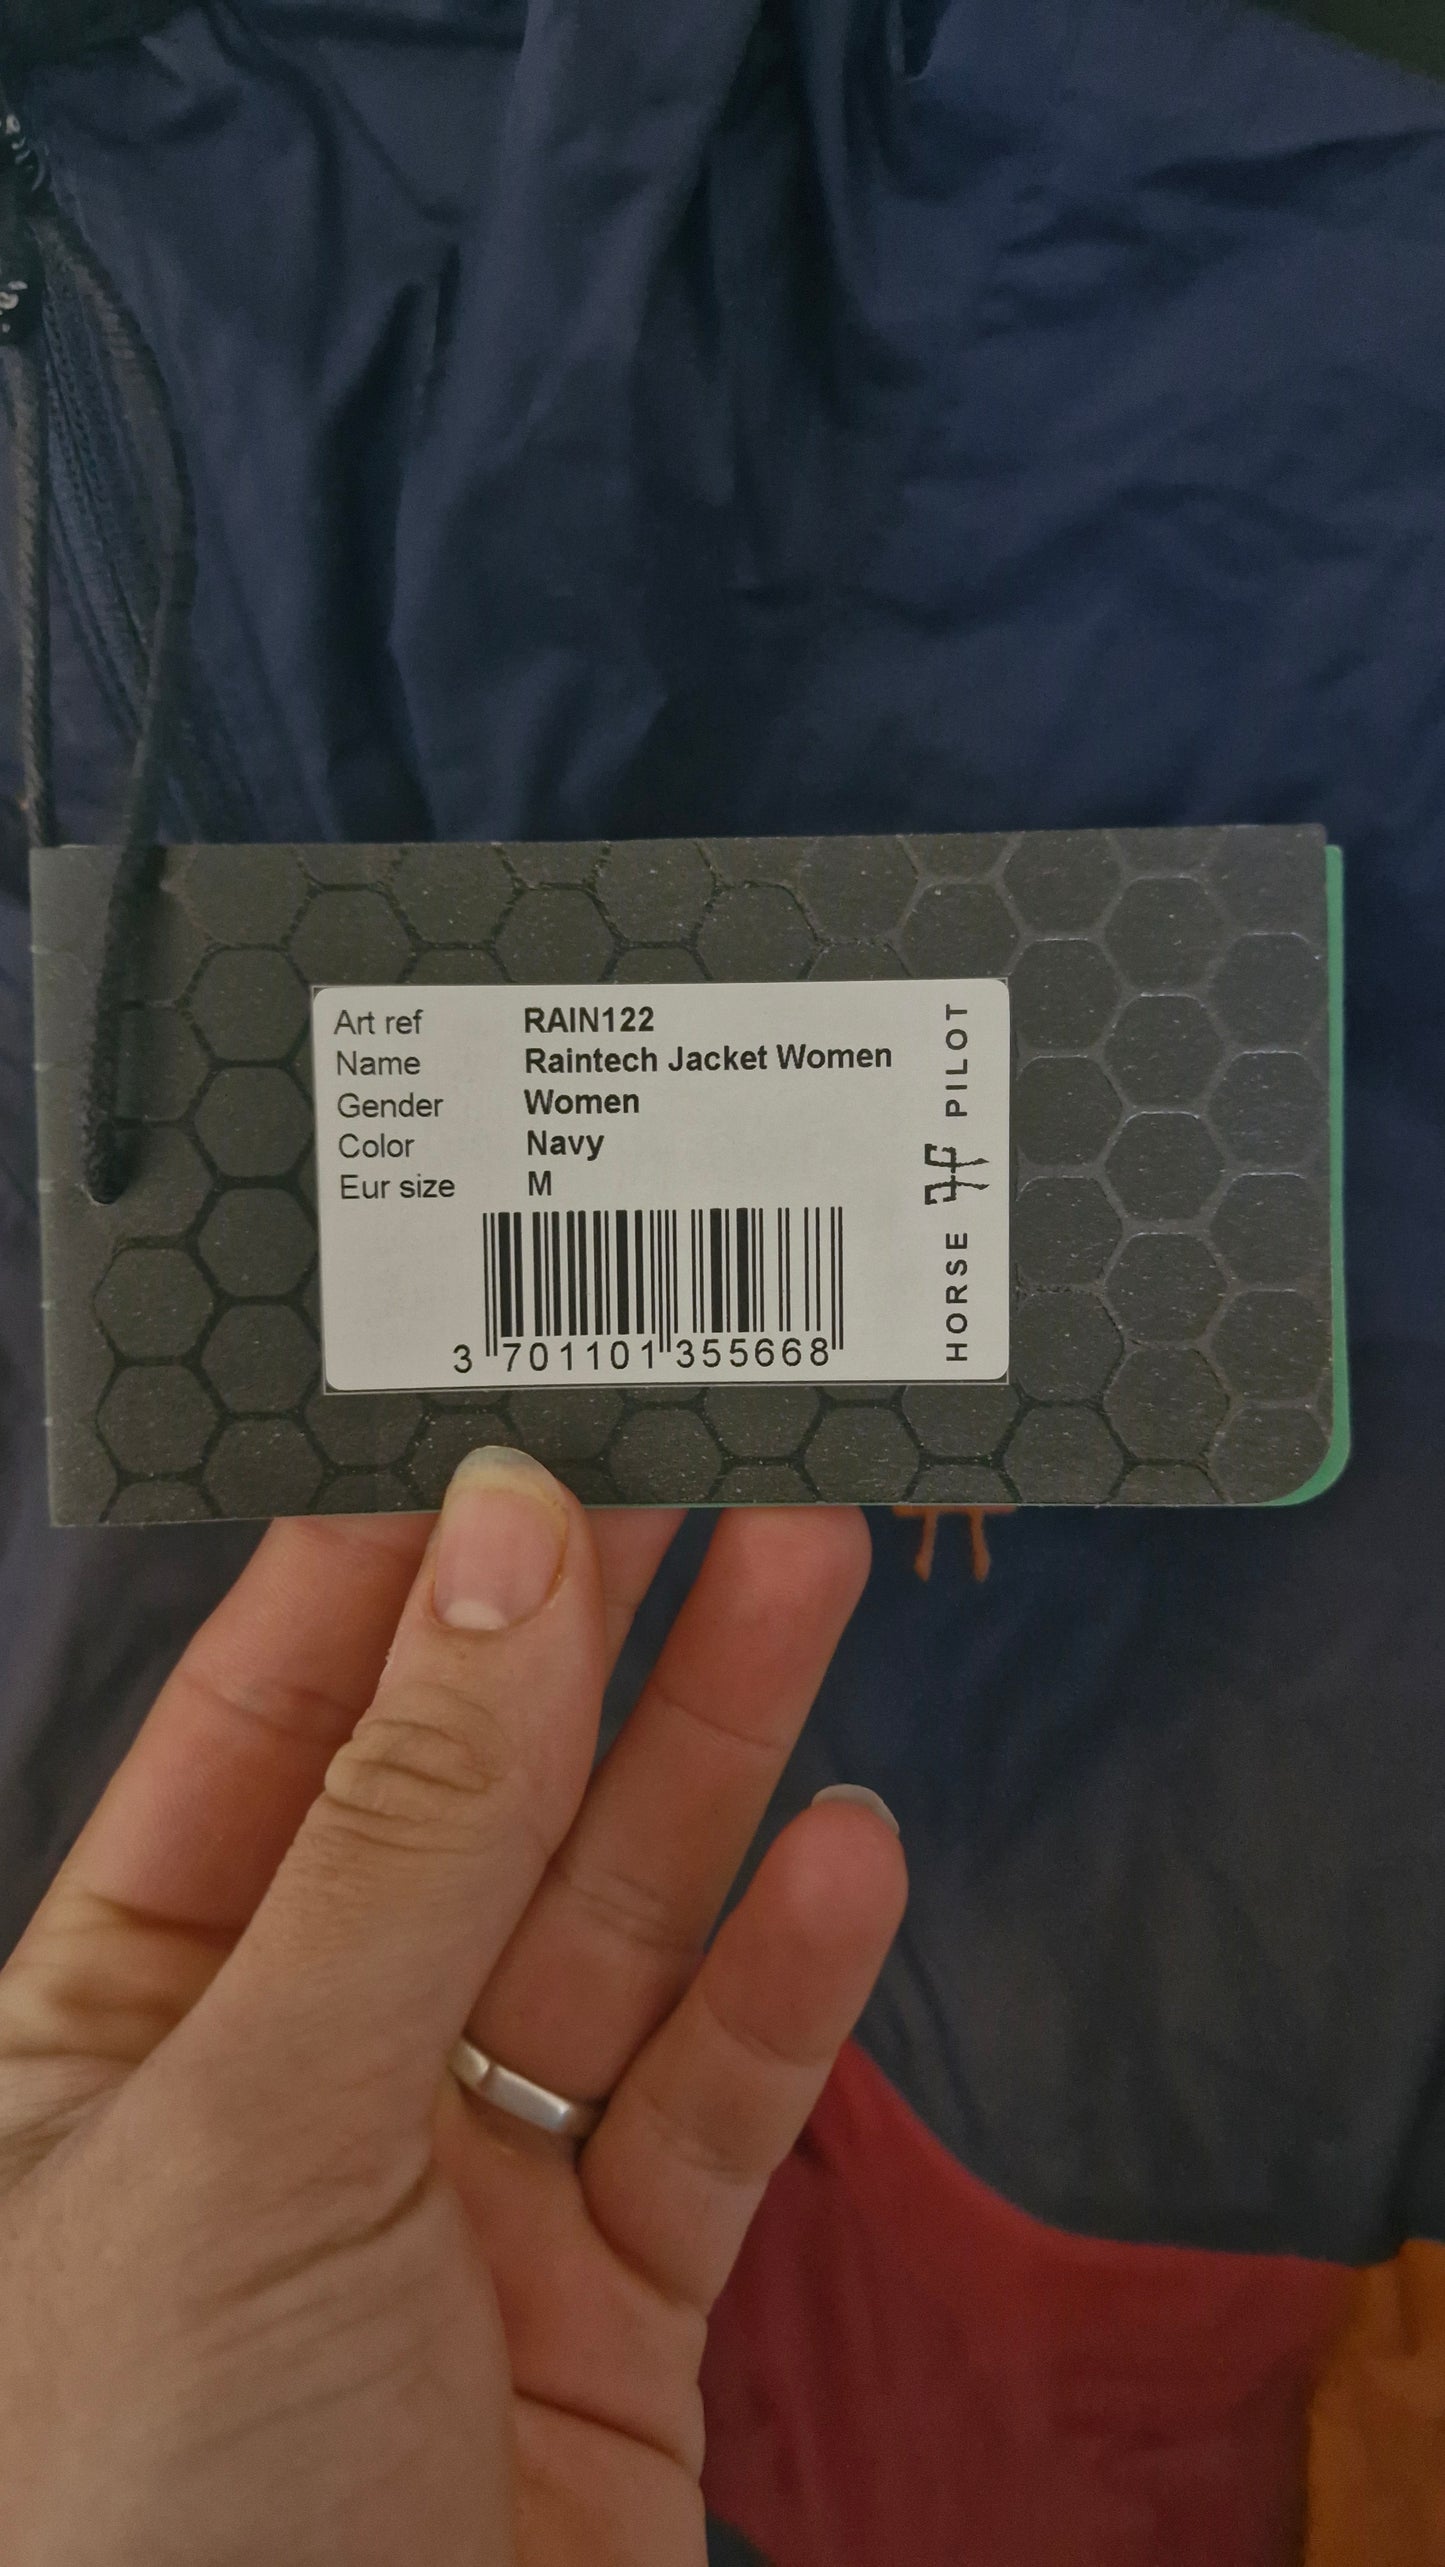 Art ref RAIN122
Name Raintech Jacket Women
Gender Women
Color Navy
Eur size M
3 701101 355668
HORSE PILOT